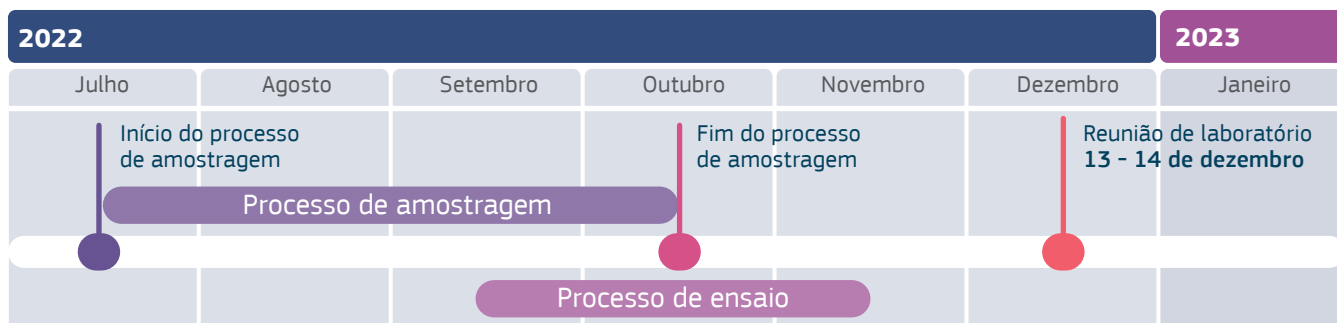 2022
2023
Julho
Agosto
Setembro
Outubro
Novembro
Dezembro
Janeiro
Início do processo
de amostragem
Fim do processo
de amostragem
Reunião de laboratório
13 - 14 de dezembro
Processo de amostragem
Processo de ensaio